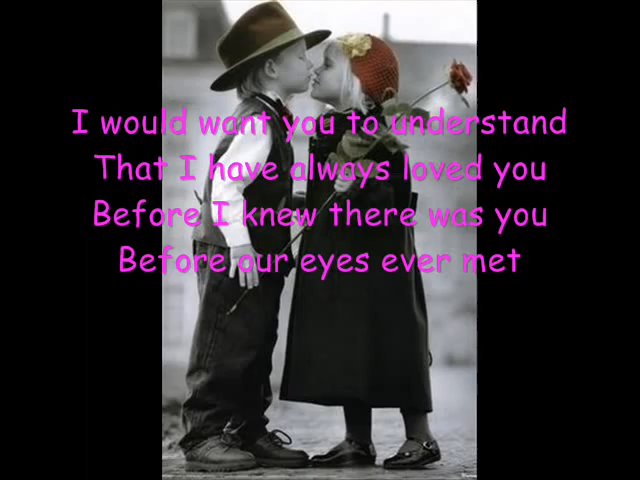 I would want you to understand
That I have always loved you
Before I knew there was you
Before our eyes ever met